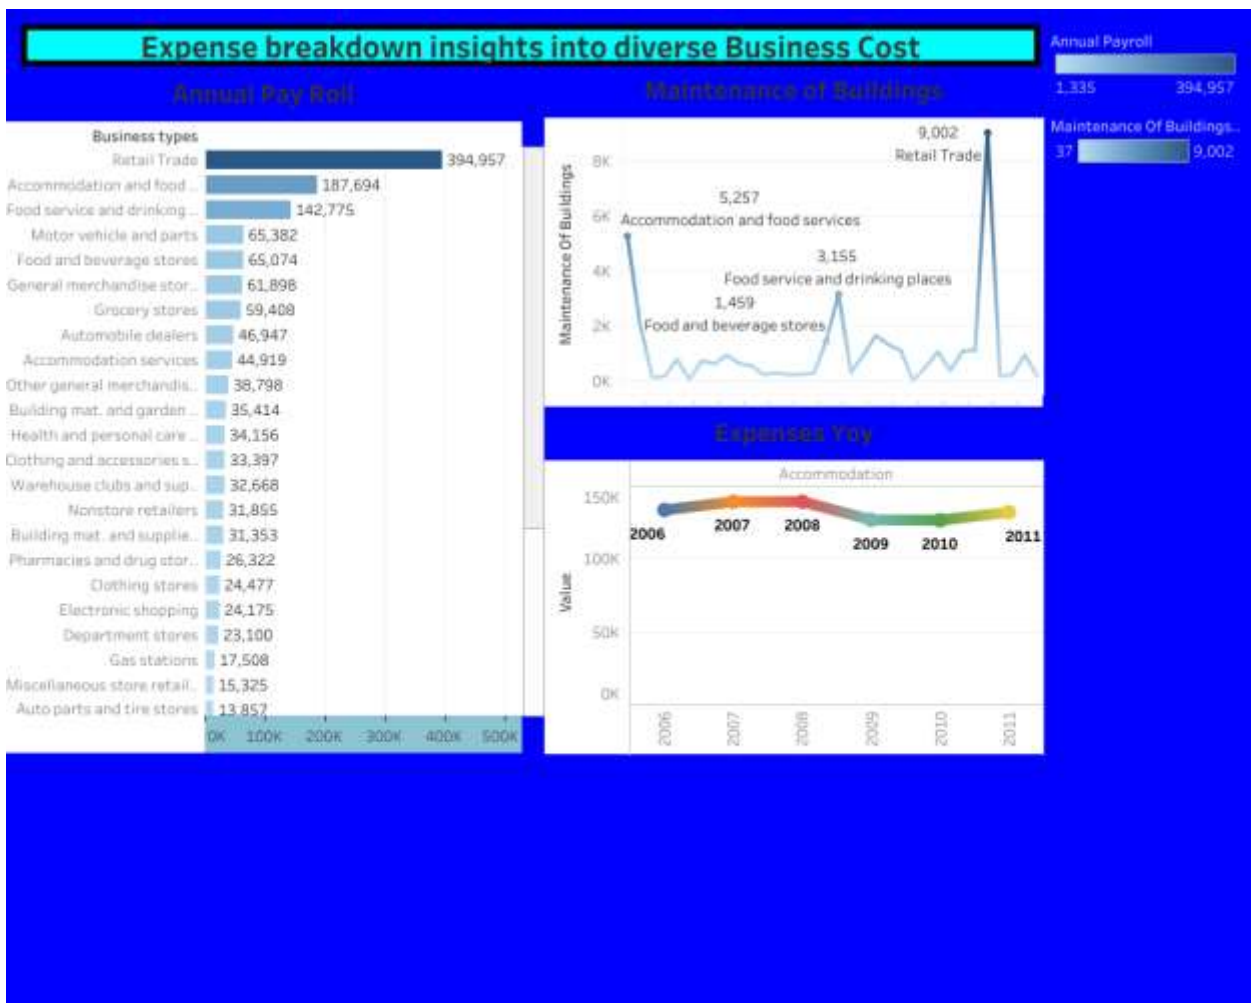 Expense breakdown insights into diverse Business Cost
Annual Payroll
1,335 394,957
Maintenance Of Buildings..
37 9,002
Annual Pay Roll
Business types
Retail Trade 394,957
Accommodation and food .. 187,694
Food service and drinking .. 142,775
Motor vehicle and parts 65,382
Food and beverage stores 65,074
General merchandise stor.. 61,898
Grocery stores 59,408
Automobile dealers 46,947
Accommodation services 44,919
Other general merchandis.. 38,798
Building mat. and garden .. 35,414
Health and personal care .. 34,156
Clothing and accessories s.. 33,397
Warehouse clubs and sup.. 32,668
Nonstore retailers 31,855
Building mat. and supplie.. 31,353
Pharmacies and drug stor.. 26,322
Clothing stores 24,477
Electronic shopping 24,175
Department stores 23,100
Gas stations 17,508
Miscellaneous store retail.. 15,325
Auto parts and tire stores 13,857
0K 100K 200K 300K 400K 500K
Maintenance of Buildings
Maintenance Of Buildings
8K
6K
4K
2K
0K
9,002
Retail Trade
5,257
Accommodation and food services
3,155
Food service and drinking places
1,459
Food and beverage stores
Expenses Yoy
Accommodation
Value
150K
100K
50K
0K
2006 2007 2008 2009 2010 2011
2006 2007 2008 2009 2010 2011